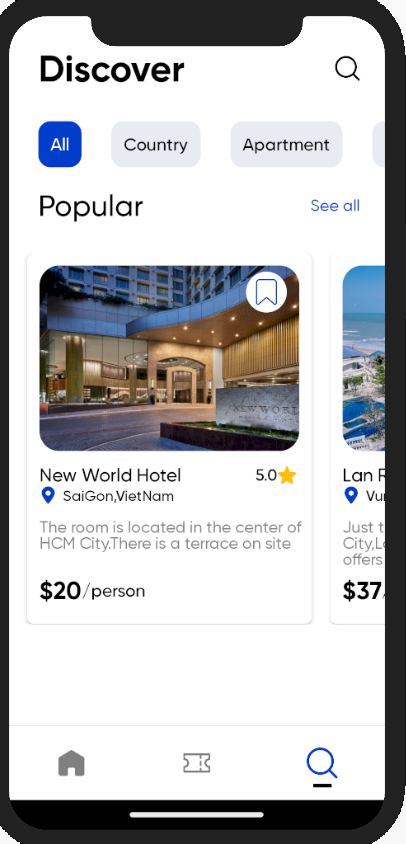 Discover
All
Country
Apartment
Popular
See all
NEW WORL
New World Hotel
5.0
SaiGon,VietNam
The room is located in the center of
HCM City.There is a terrace on site
$20/person
Lan R
Vu
Just t
City,L
offers
$37/